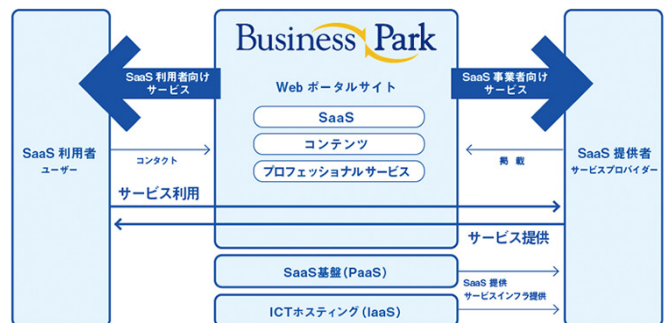 Business Park
SaaS 利用者向け
サービス
SaaS 事業者向け
サービス
Web ポータルサイト
SaaS
コンテンツ
プロフェッショナルサービス
SaaS 利用者
ユーザー
コンタクト
掲 載
SaaS 提供者
サービスプロバイダー
サービス利用
サービス提供
SaaS基盤(PaaS)
SaaS 提供
サービスインフラ提供
ICTホスティング(IaaS)